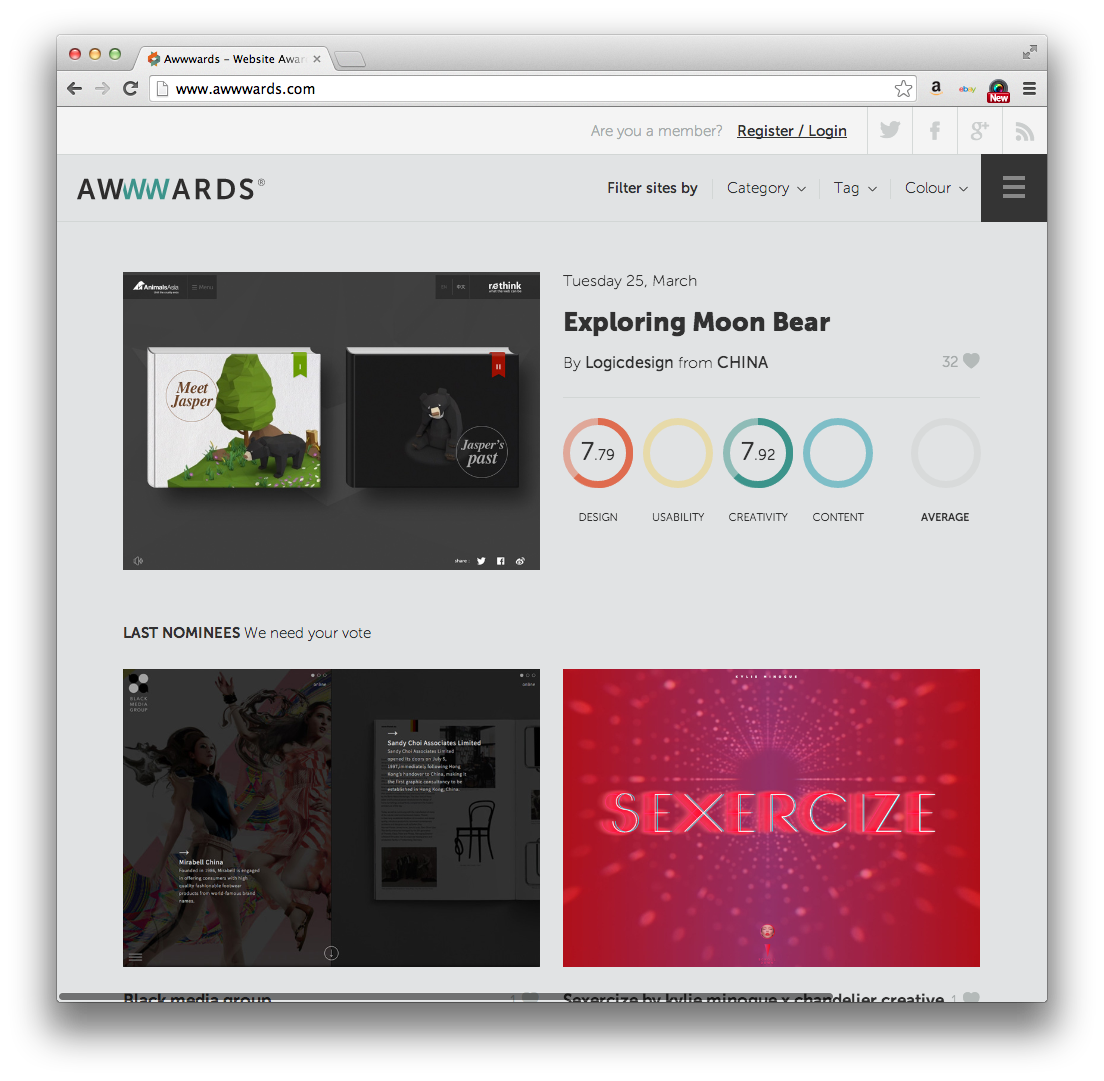 Awwwards – Website Awar
www.awwwards.com
a
ebay
New
Are you a member? Register / Login
AWWWARDS®
Filter sites by Category Tag Colour
AnimalsAsia
Menu
rethink
Meet
Jasper
I
II
Jasper's
past
share :
Tuesday 25, March
Exploring Moon Bear
By Logicdesign from CHINA 32
7.79 7.92
DESIGN USABILITY CREATIVITY CONTENT AVERAGE
LAST NOMINEES We need your vote
BLACK
MEDIA
GROUP
Mirabell China
Founded in 1986, Mirabell is engaged
in offering consumers with high
quality fashionable footwear
products from world-famous brand
names.
Sandy Choi Associates Limited
Sandy Choi Associates Limited
opened its doors on July 5,
1997, immediately following Hong
Kong's handover to China, making it
the first graphic consultancy to be
established in Hong Kong, China.
KYLIE MINOGUE
SEXERCIZE
Black media group 1
Sexercize by kylie minogue x chandelier creative 1